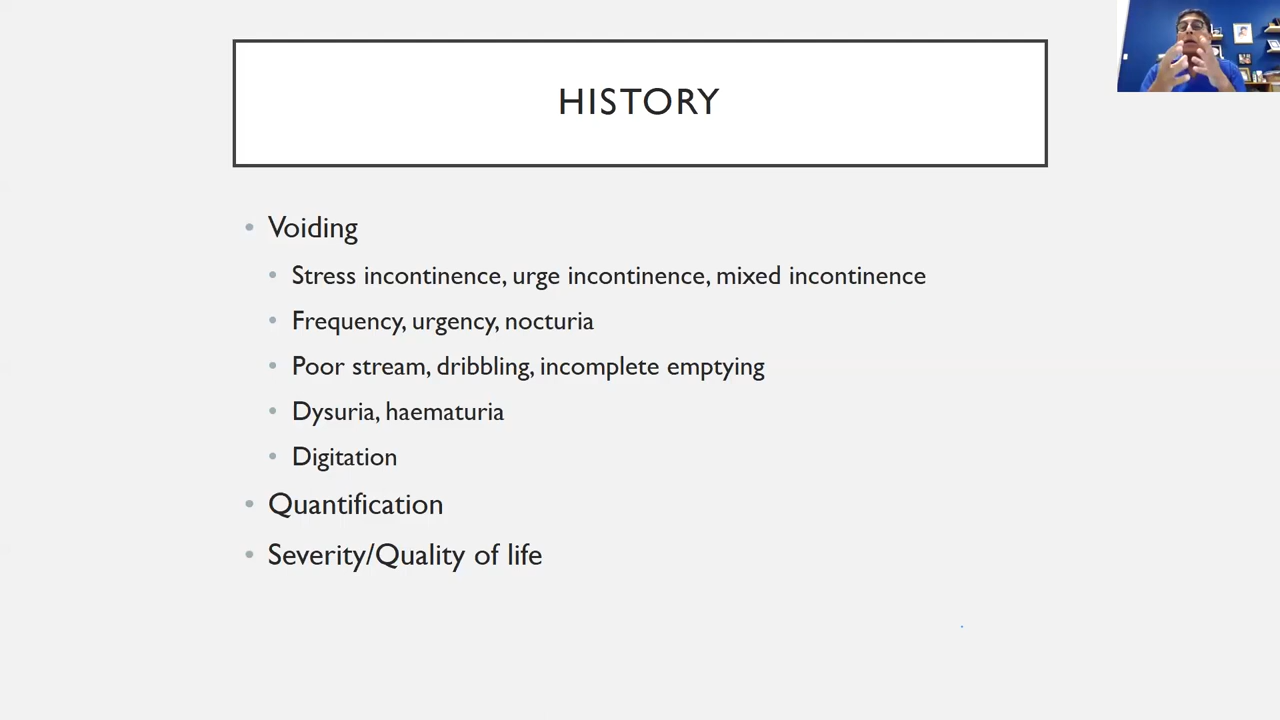 HISTORY
Voiding
Stress incontinence, urge incontinence, mixed incontinence
Frequency, urgency, nocturia
Poor stream, dribbling, incomplete emptying
Dysuria, haematuria
Digitation
Quantification
Severity/Quality of life